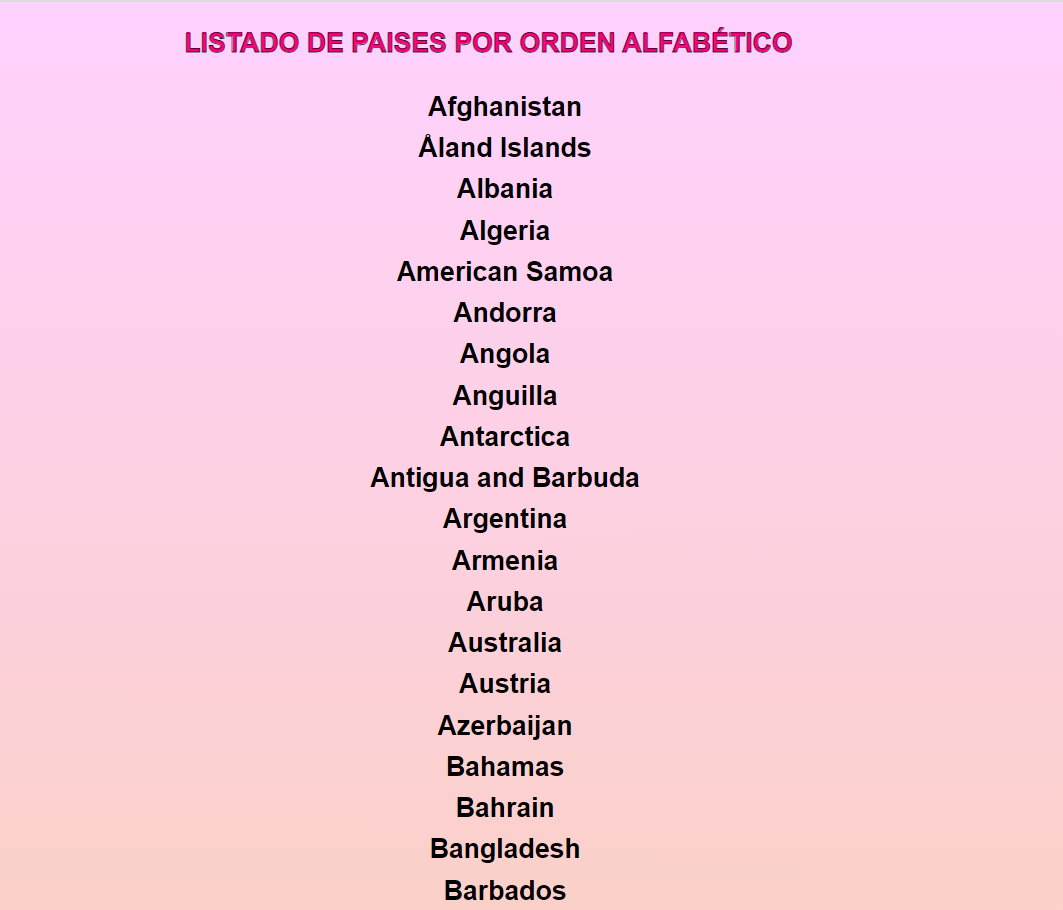 LISTADO DE PAISES POR ORDEN ALFABÉTICO
Afghanistan
Åland Islands
Albania
Algeria
American Samoa
Andorra
Angola
Anguilla
Antarctica
Antigua and Barbuda
Argentina
Armenia
Aruba
Australia
Austria
Azerbaijan
Bahamas
Bahrain
Bangladesh
Barbados